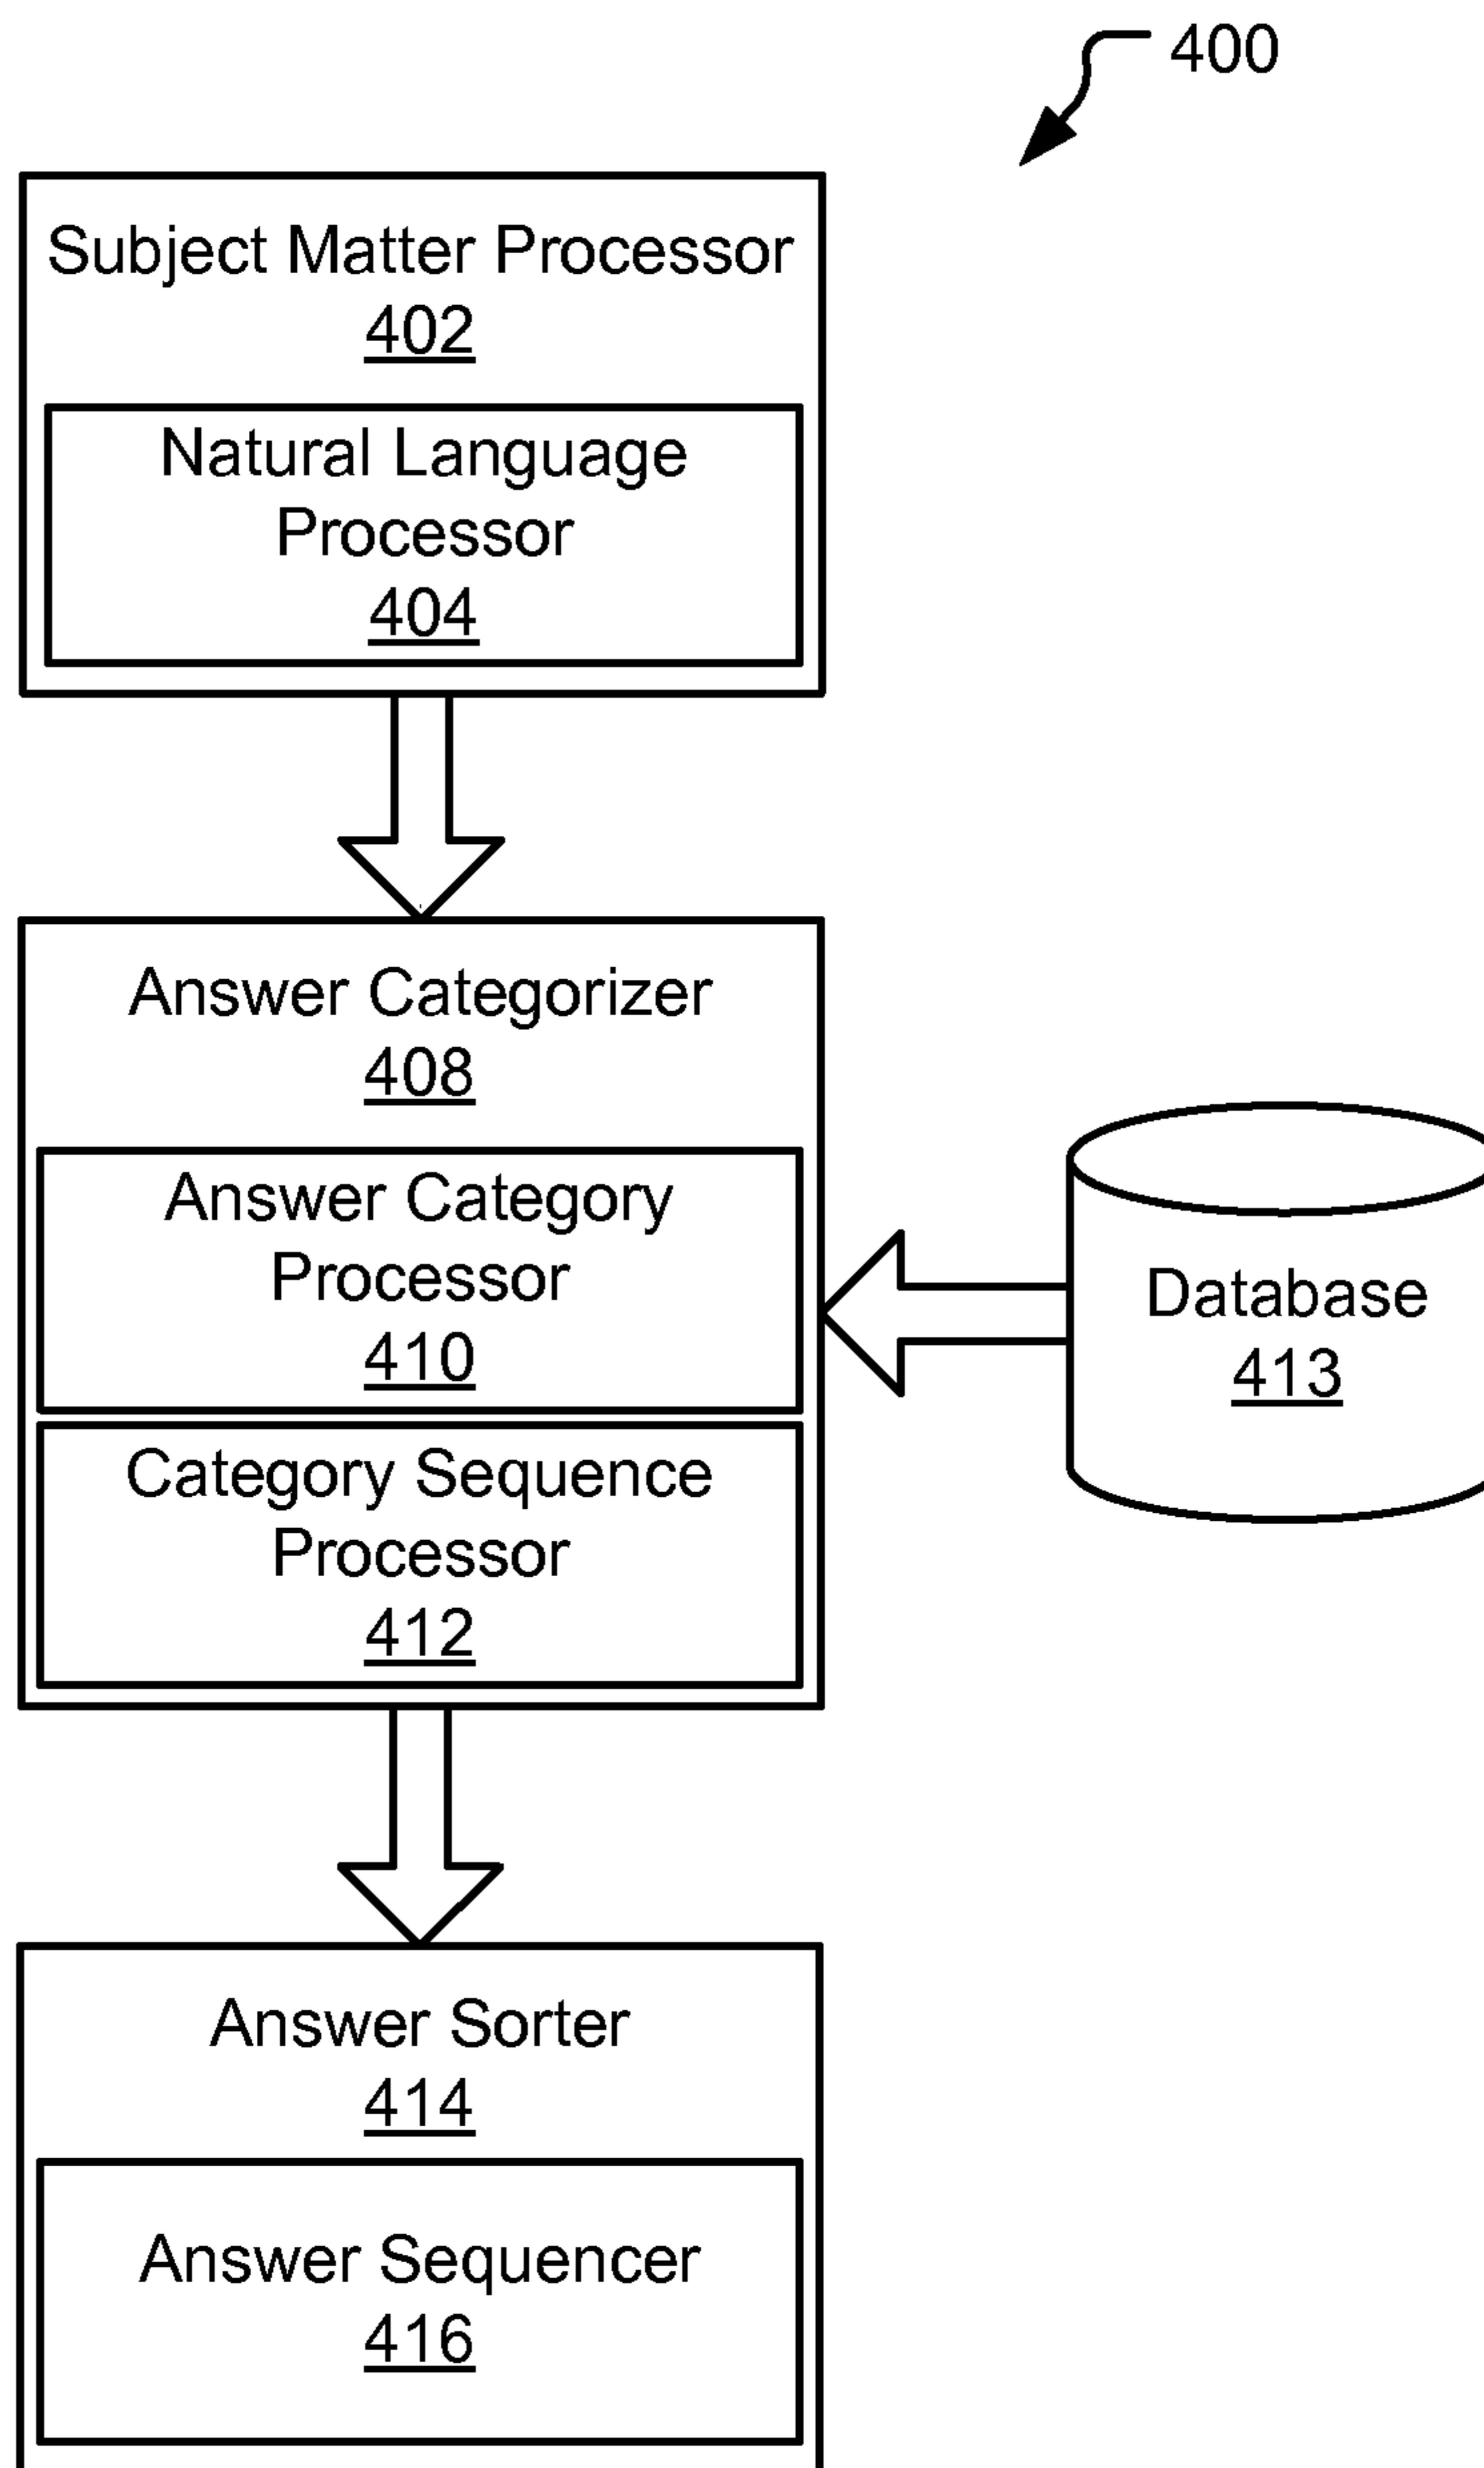 400
Subject Matter Processor
402
Natural Language
Processor
404
Answer Categorizer
408
Answer Category
Processor
410
Category Sequence
Processor
412
Database
413
Answer Sorter
414
Answer Sequencer
416